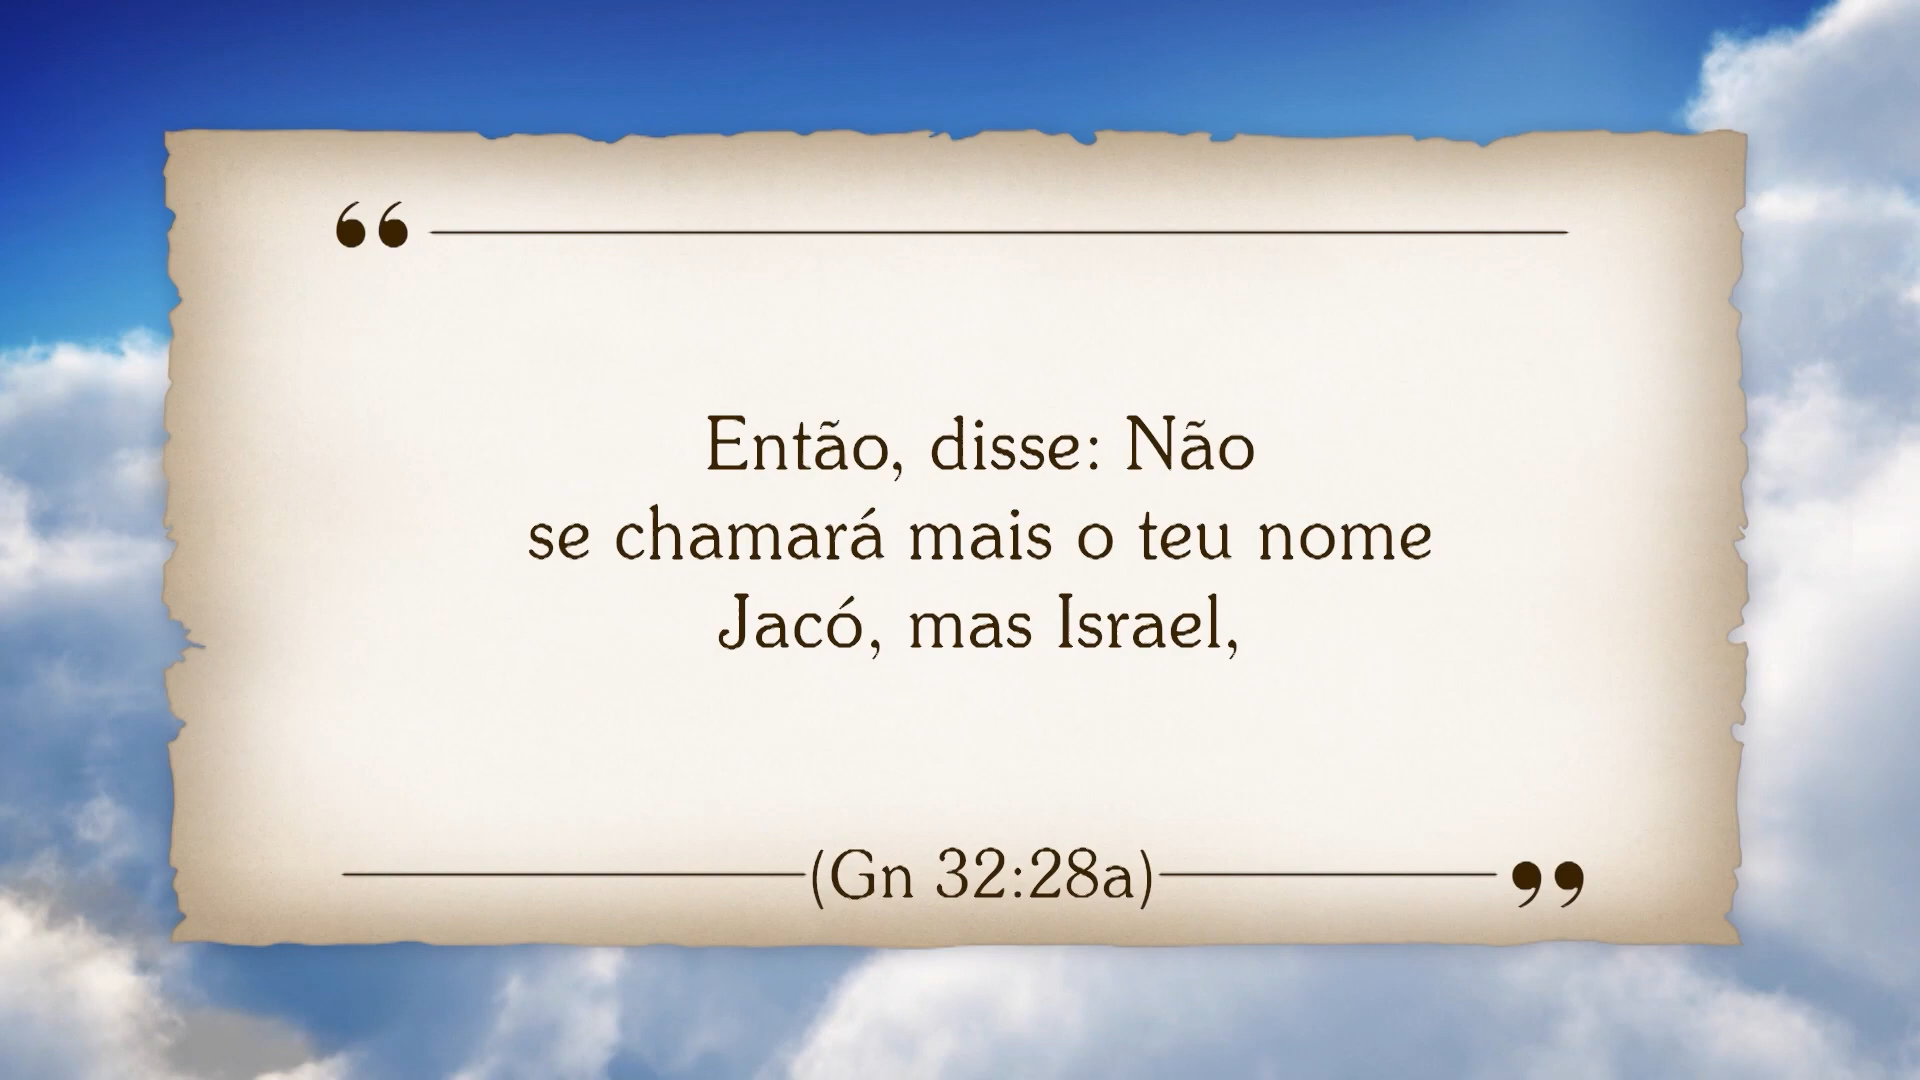 “
Então, disse: Não
se chamará mais o teu nome
Jacó, mas Israel,
(Gn 32:28a)
”